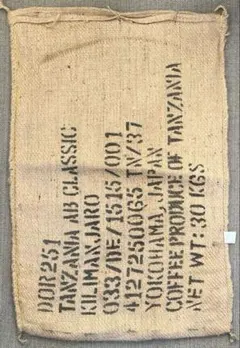 DOR251
TANZANIA AB CLASSIC
KILIMANJARO
033/DE/1515/001
4127250065 TN/37
YOKOHAMA, JAPAN
COFFEE PRODUCE OF TANZANIA
NET WT: 30 KGS